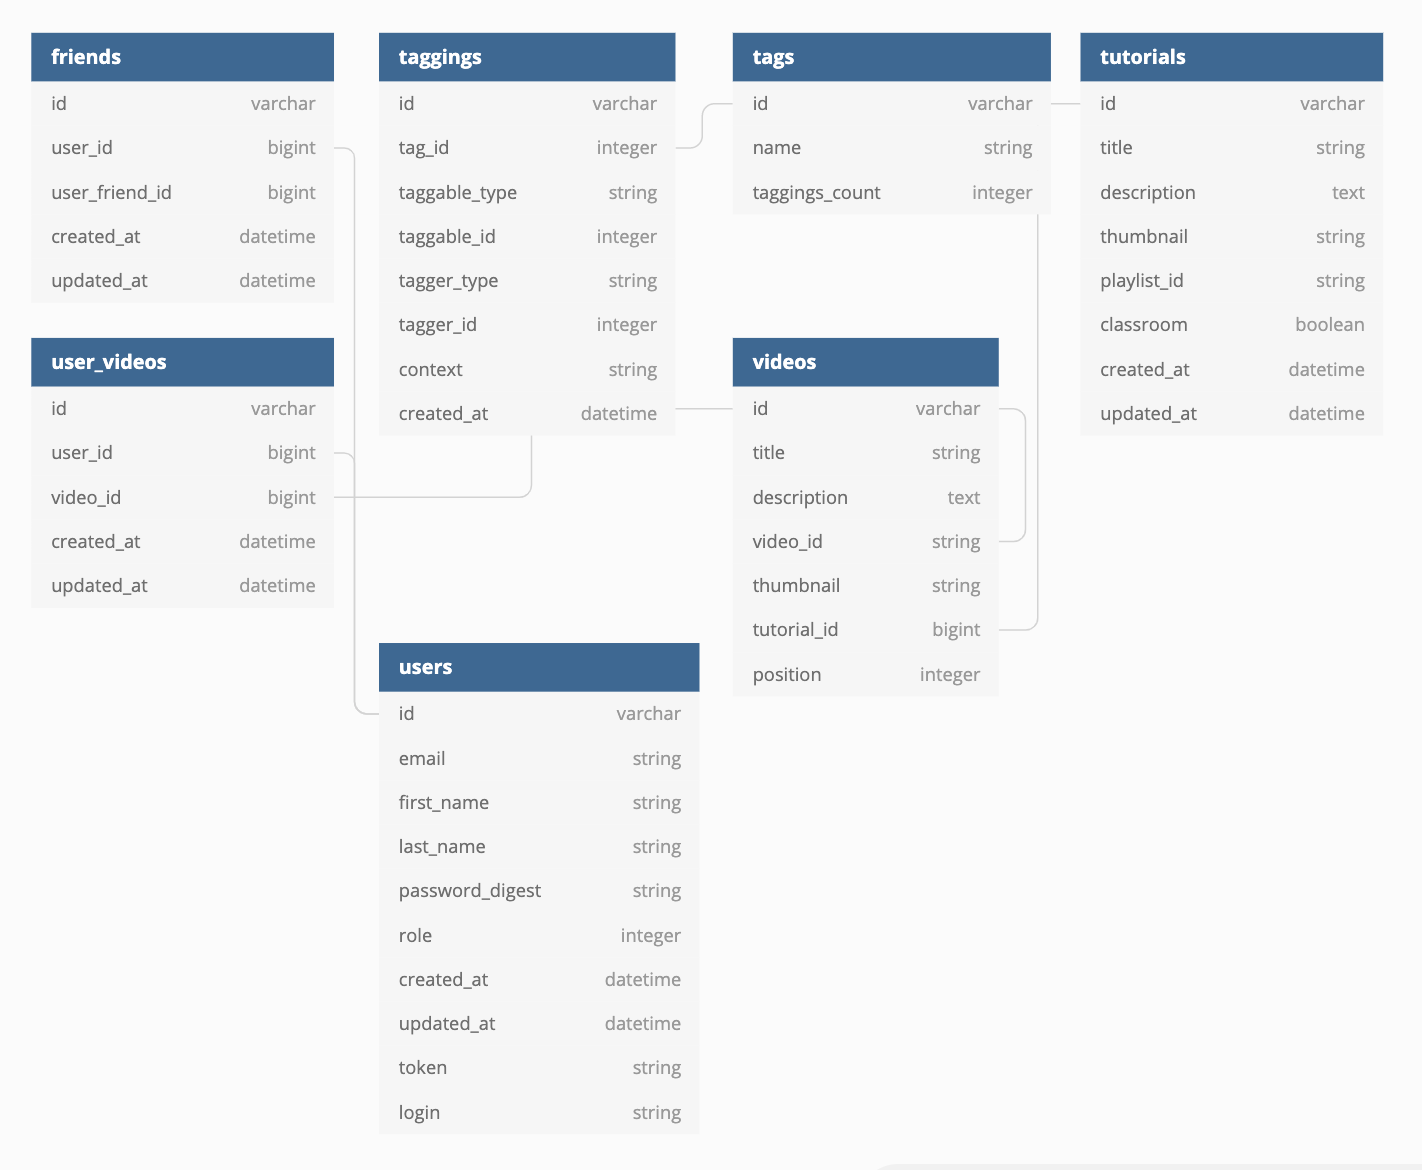 friends
id varchar
user_id bigint
user_friend_id bigint
created_at datetime
updated_at datetime
taggings
id varchar
tag_id integer
taggable_type string
taggable_id integer
tagger_type string
tagger_id integer
context string
created_at datetime
tags
id varchar
name string
taggings_count integer
tutorials
id varchar
title string
description text
thumbnail string
playlist_id string
classroom boolean
created_at datetime
updated_at datetime
user_videos
id varchar
user_id bigint
video_id bigint
created_at datetime
updated_at datetime
videos
id varchar
title string
description text
video_id string
thumbnail string
tutorial_id bigint
position integer
users
id varchar
email string
first_name string
last_name string
password_digest string
role integer
created_at datetime
updated_at datetime
token string
login string